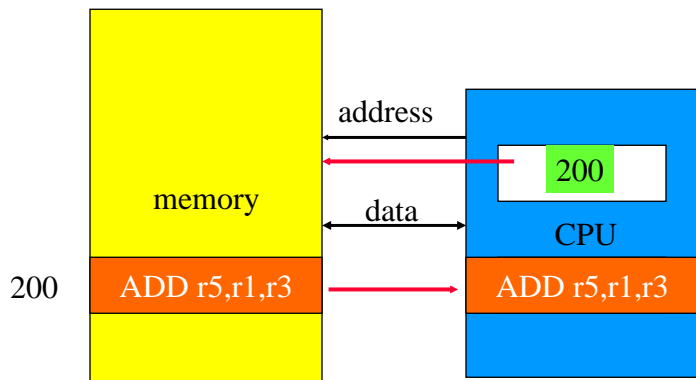 address
200
memory
data
CPU
200
ADD r5,r1,r3
ADD r5,r1,r3